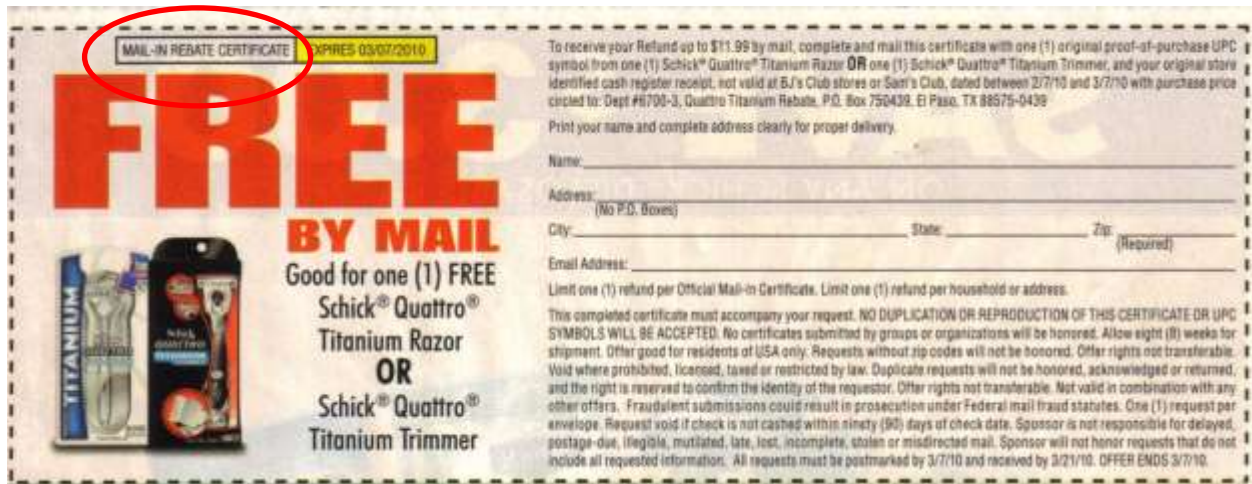 MAIL-IN REBATE CERTIFICATE EXPIRES 03/07/2010
FREE
BY MAIL
Good for one (1) FREE
Schick® Quattro®
Titanium Razor
OR
Schick® Quattro®
Titanium Trimmer
TITANIUM
Schick
QUATTRO
TITANIUM
To receive your Refund up to $11.99 by mail, complete and mail this certificate with one (1) original proof-of-purchase UPC
symbol from one (1) Schick® Quattro® Titanium Razor OR one (1) Schick® Quattro® Titanium Trimmer, and your original store
identified cash register receipt, not valid at BJ's Club stores or Sam's Club, dated between 2/7/10 and 3/7/10 with purchase price
circled to: Dept #6700-3, Quattro Titanium Rebate, P.O. Box 750439, El Paso, TX 88575-0439
Print your name and complete address clearly for proper delivery.
Name:
Address:
(No P.O. Boxes)
City: State: Zip:
(Required)
Email Address:
Limit one (1) refund per Official Mail-in Certificate. Limit one (1) refund per household or address.
This completed certificate must accompany your request. NO DUPLICATION OR REPRODUCTION OF THIS CERTIFICATE OR UPC
SYMBOLS WILL BE ACCEPTED. No certificates submitted by groups or organizations will be honored. Allow eight (8) weeks for
shipment. Offer good for residents of USA only. Requests without zip codes will not be honored. Offer rights not transferable.
Void where prohibited, licensed, taxed or restricted by law. Duplicate requests will not be honored, acknowledged or returned,
and the right is reserved to confirm the identity of the requestor. Offer rights not transferable. Not valid in combination with any
other offers. Fraudulent submissions could result in prosecution under Federal mail fraud statutes. One (1) request per
envelope. Request void if check is not cashed within ninety (90) days of check date. Sponsor is not responsible for delayed,
postage-due, illegible, mutilated, late, lost, incomplete, stolen or misdirected mail. Sponsor will not honor requests that do not
include all requested information. All requests must be postmarked by 3/7/10 and received by 3/21/10. OFFER ENDS 3/7/10.